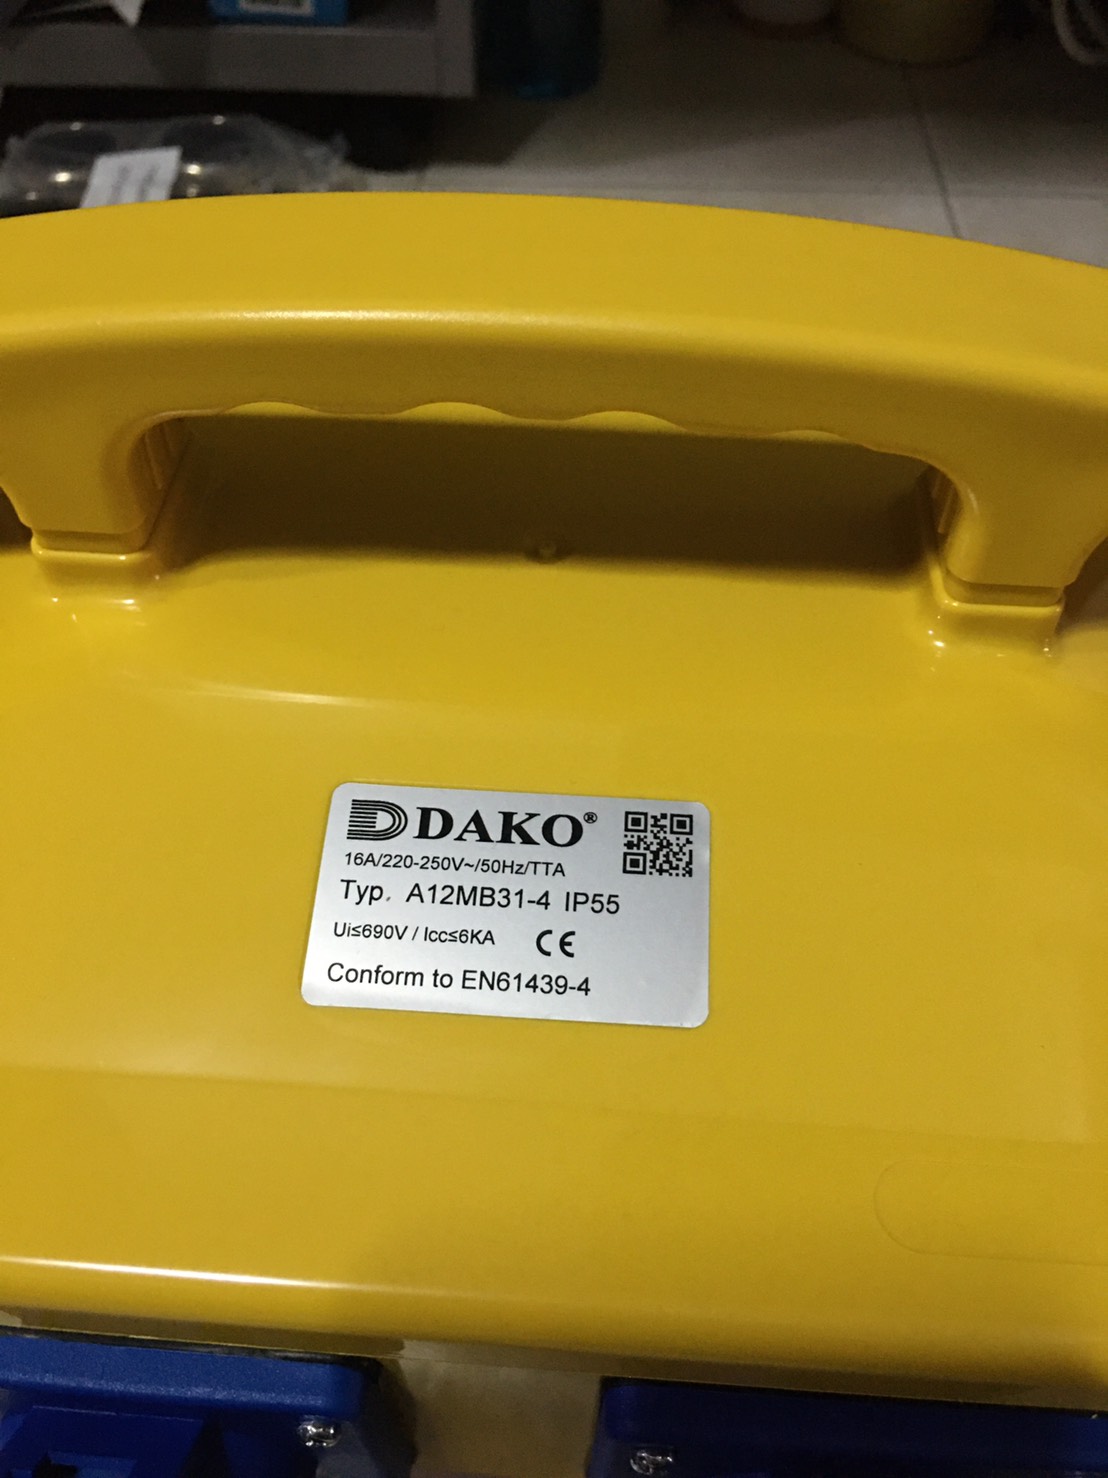 DAKO®
16A/220-250V~/50Hz/TTA
Typ. A12MB31-4 IP55
Ui≤690V / Icc≤6KA CE
Conform to EN61439-4